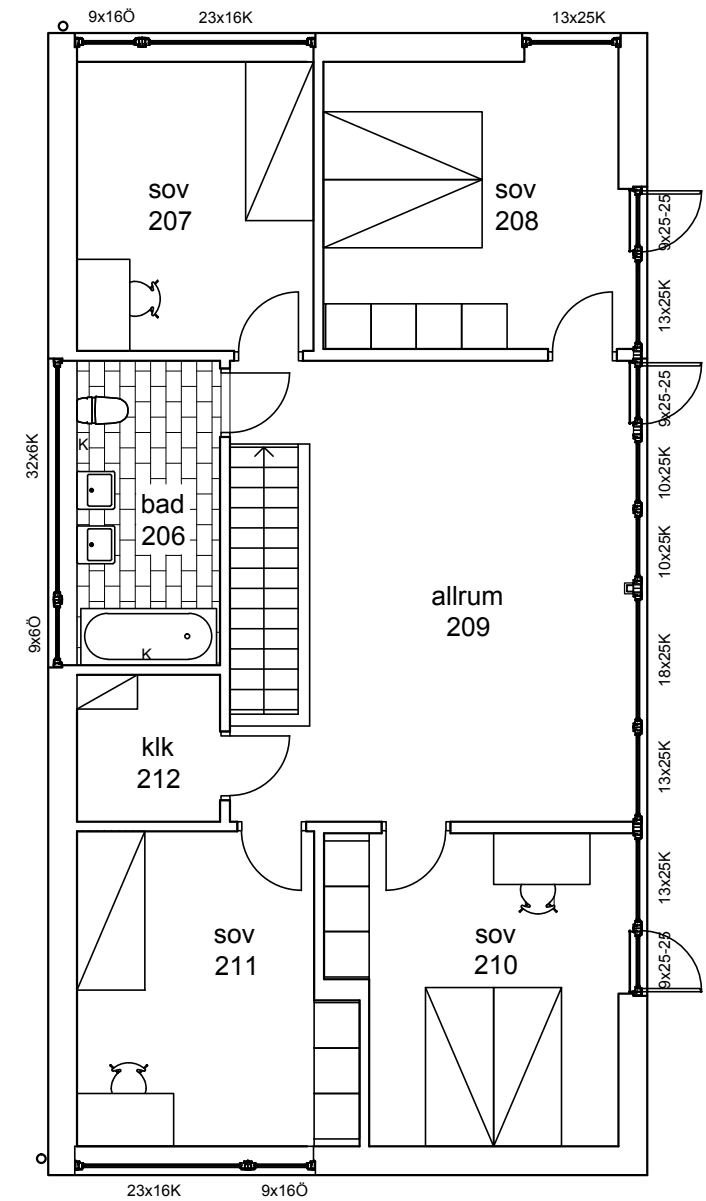 9x16Ö
23x16K
13x25K
sov
207
sov
208
9x25-25
13x25K
9x25-25
32x6K
K
10x25K
bad
206
10x25K
allrum
209
9x6Ö
K
18x25K
klk
212
13x25K
13x25K
sov
211
sov
210
9x25-25
23x16K
9x16Ö